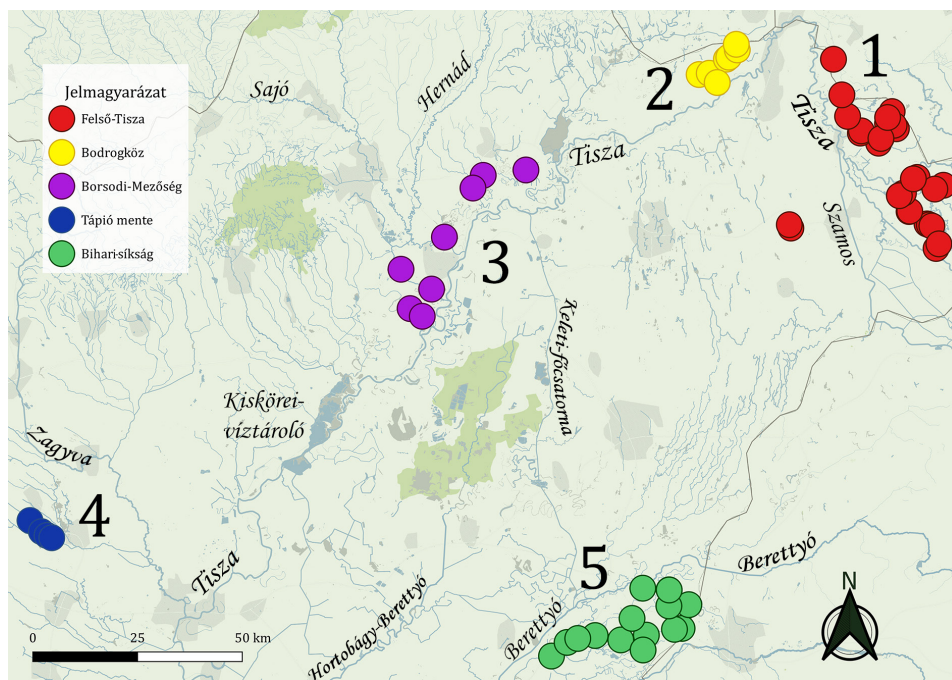 Jelmagyarázat
Felső-Tisza
Bodrogköz
Borsodi-Mezőség
Tápió mente
Bihari-síkság
Sajó
Hernád
2
1
Tisza
Tisza
Szamos
3
Keleti-főcsatorna
Kiskörei-
víztároló
Zagyva
4
Tisza
Hortobágy-Berettyó
5
Berettyó
Berettyó
N
0 25 50 km